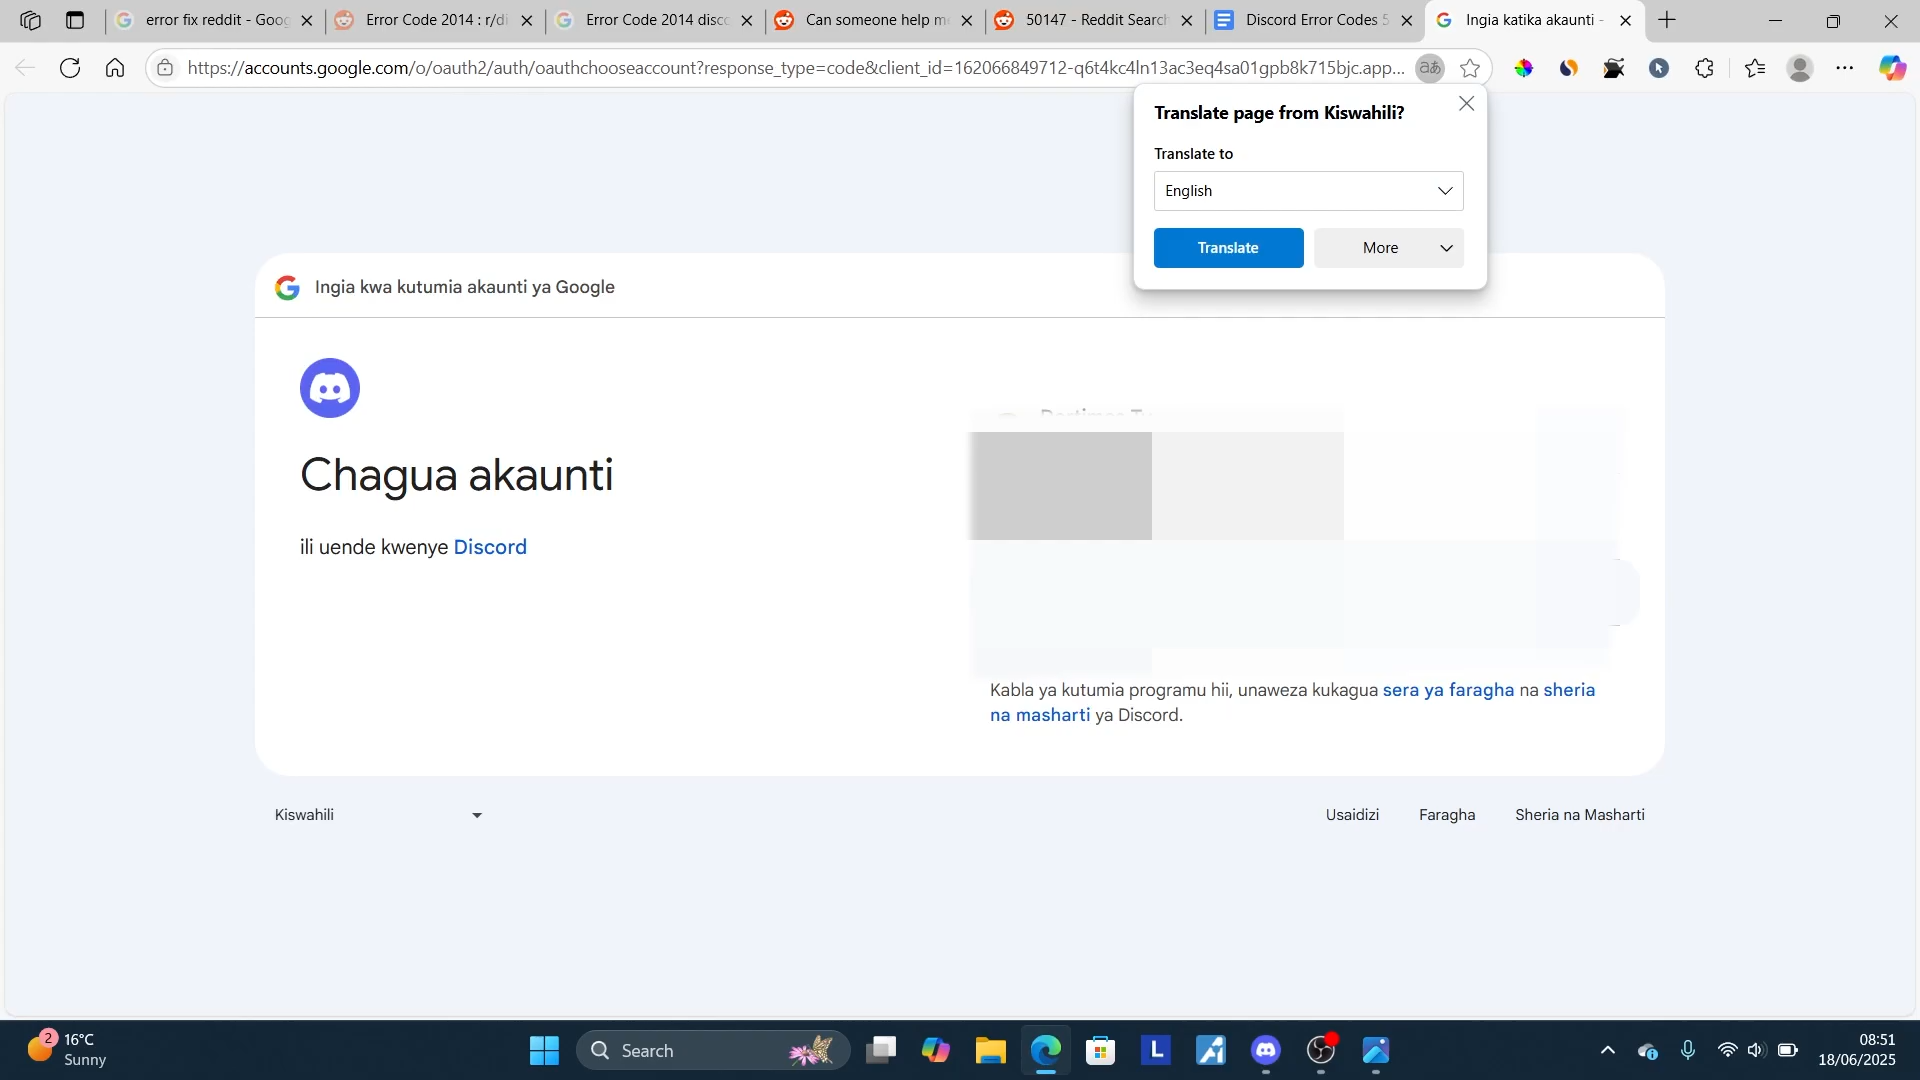 error fix reddit - Goog
Error Code 2014 : r/di
Error Code 2014 disco
Can someone help me
50147 - Reddit Search
Discord Error Codes 5
Ingia katika akaunti -
https://accounts.google.com/o/oauth2/auth/oauthchooseaccount?response_type=code&client_id=162066849712-q6t4kc4ln13ac3eq4sa01gpb8k715bjc.app...
Translate page from Kiswahili?
Translate to
English
Translate More
Ingia kwa kutumia akaunti ya Google
Chagua akaunti
ili uende kwenye Discord
Kabla ya kutumia programu hii, unaweza kukagua sera ya faragha na sheria
na masharti ya Discord.
Kiswahili
Usaidizi Faragha Sheria na Masharti
2
16°C
Sunny
Search
L
08:51
18/06/2025